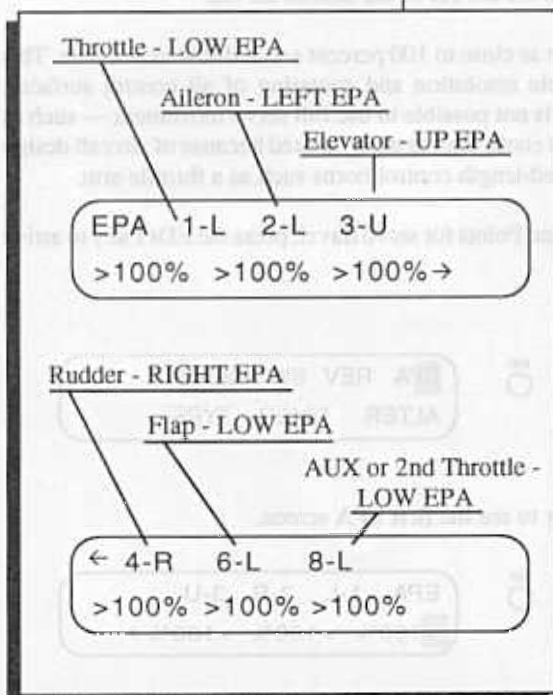 Throttle - LOW EPA
Aileron - LEFT EPA
Elevator - UP EPA
EPA 1-L 2-L 3-U
>100% >100% >100%→
Rudder - RIGHT EPA
Flap - LOW EPA
AUX or 2nd Throttle -
LOW EPA
← 4-R 6-L 8-L
>100% >100% >100%